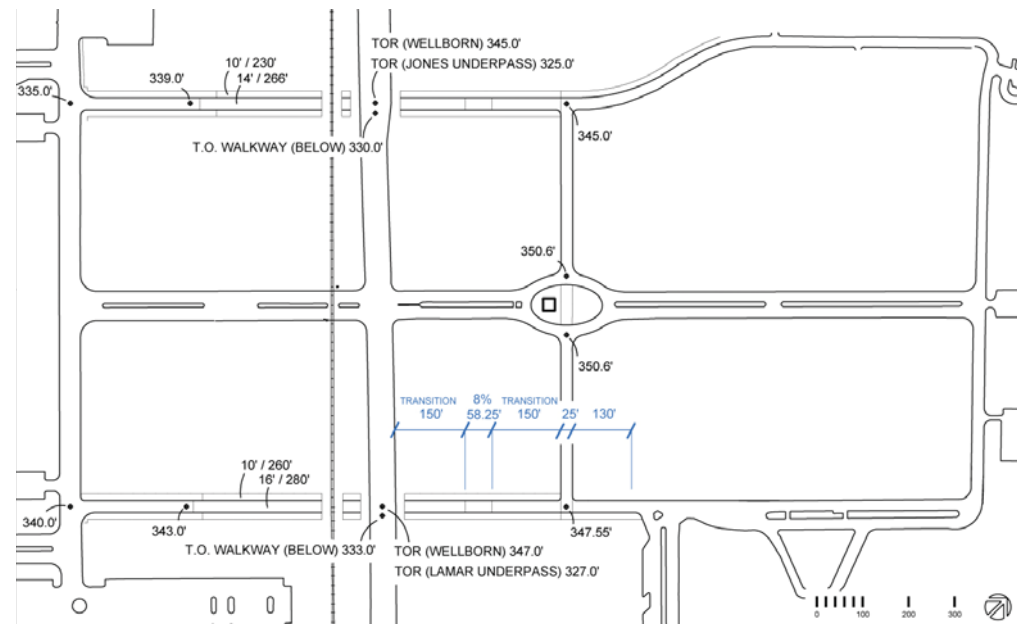 TOR (WELLBORN) 345.0'
TOR (JONES UNDERPASS) 325.0'
10' / 230'
339.0'
14' / 266'
335.0'
345.0'
T.O. WALKWAY (BELOW) 330.0'
350.6'
350.6'
TRANSITION 8% TRANSITION
150' 58.25' 150' 25' 130'
10' / 260'
16' / 280'
340.0'
343.0'
347.55'
T.O. WALKWAY (BELOW) 333.0'
TOR (WELLBORN) 347.0'
TOR (LAMAR UNDERPASS) 327.0'
0 100 200 300